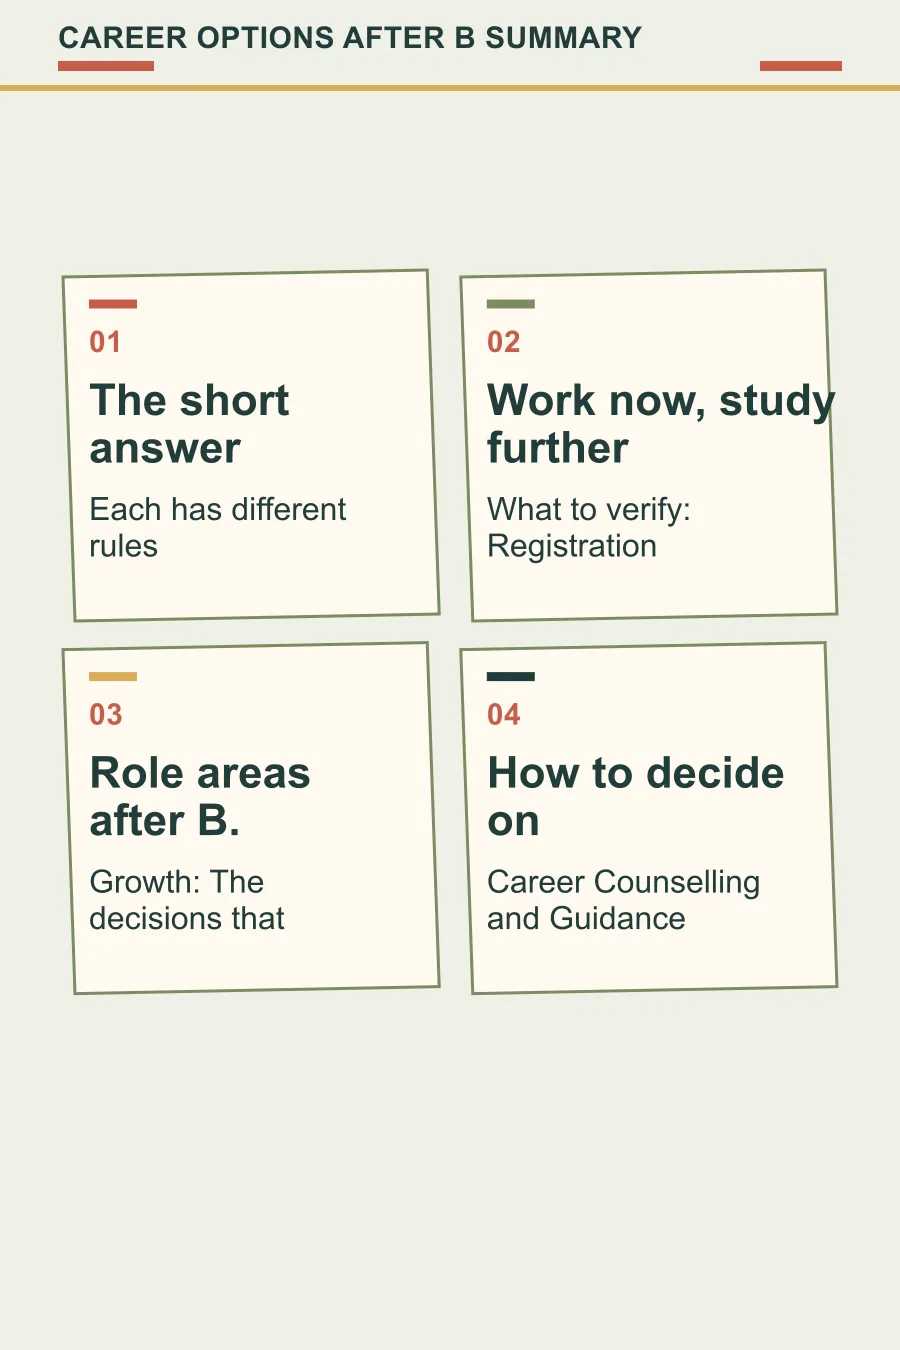 CAREER OPTIONS AFTER B SUMMARY
01
The short
answer
Each has different
rules
02
Work now, study
further
What to verify:
Registration
03
Role areas
after B.
Growth: The
decisions that
04
How to decide
on
Career Counselling
and Guidance